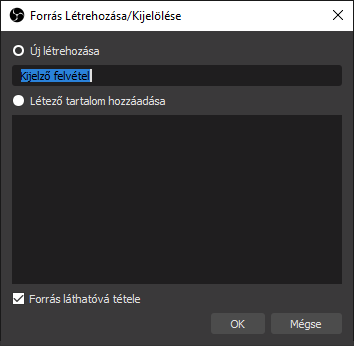 Forrás Létrehozása/Kijelölése
Új létrehozása
Kijelző felvétel
Létező tartalom hozzáadása
Forrás láthatóvá tétele
OK
Mégse